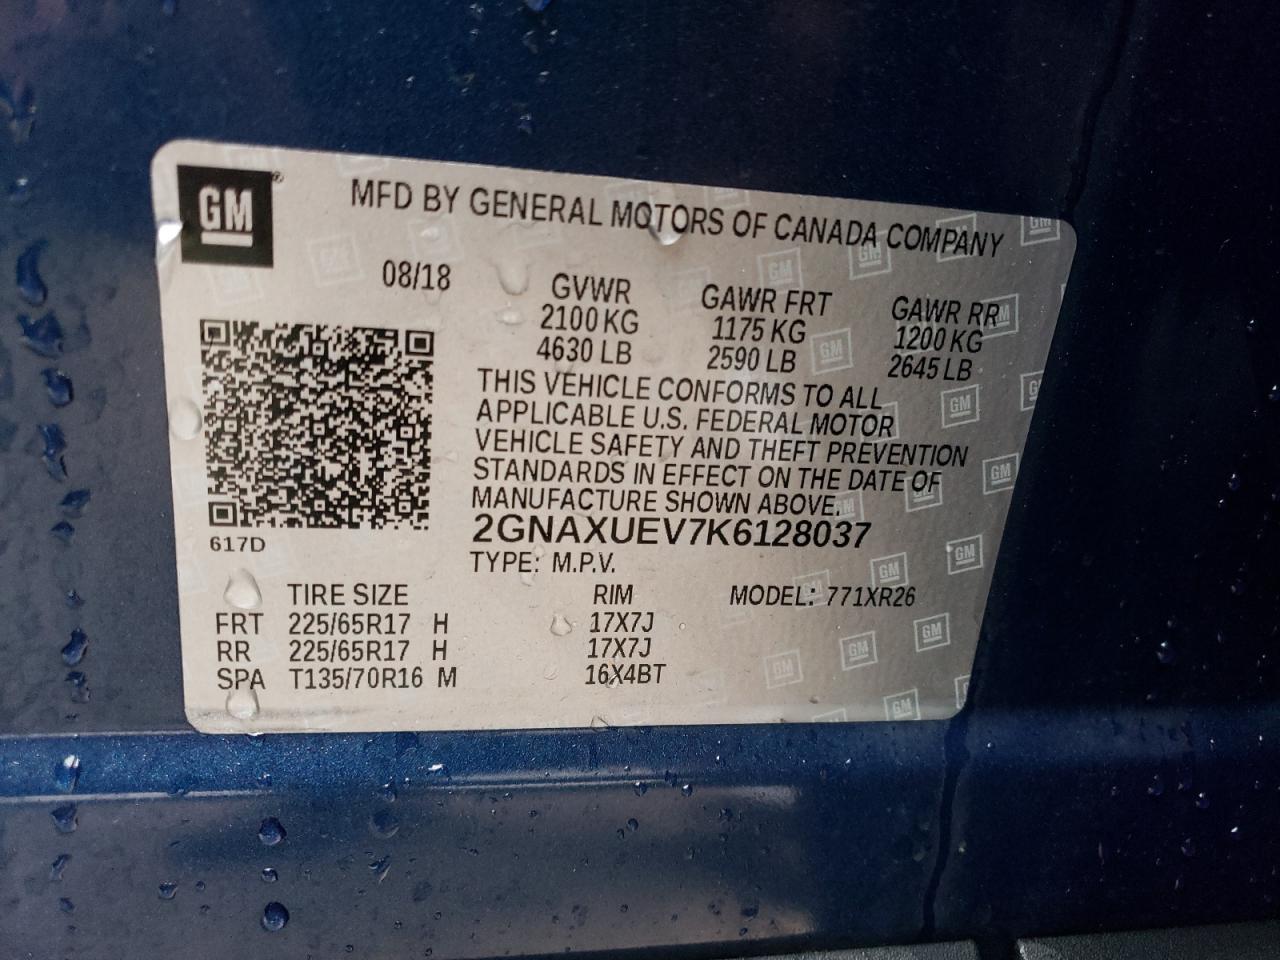 GM
MFD BY GENERAL MOTORS OF CANADA COMPANY
08/18
GVWR GAWR FRT GAWR RR
2100 KG 1175 KG 1200 KG
4630 LB 2590 LB 2645 LB
THIS VEHICLE CONFORMS TO ALL
APPLICABLE U.S. FEDERAL MOTOR
VEHICLE SAFETY AND THEFT PREVENTION
STANDARDS IN EFFECT ON THE DATE OF
MANUFACTURE SHOWN ABOVE.
2GNAXUEV7K6128037
617D
TYPE: M.P.V.
TIRE SIZE RIM MODEL: 771XR26
FRT 225/65R17 H 17X7J
RR 225/65R17 H 17X7J
SPA T135/70R16 M 16X4BT